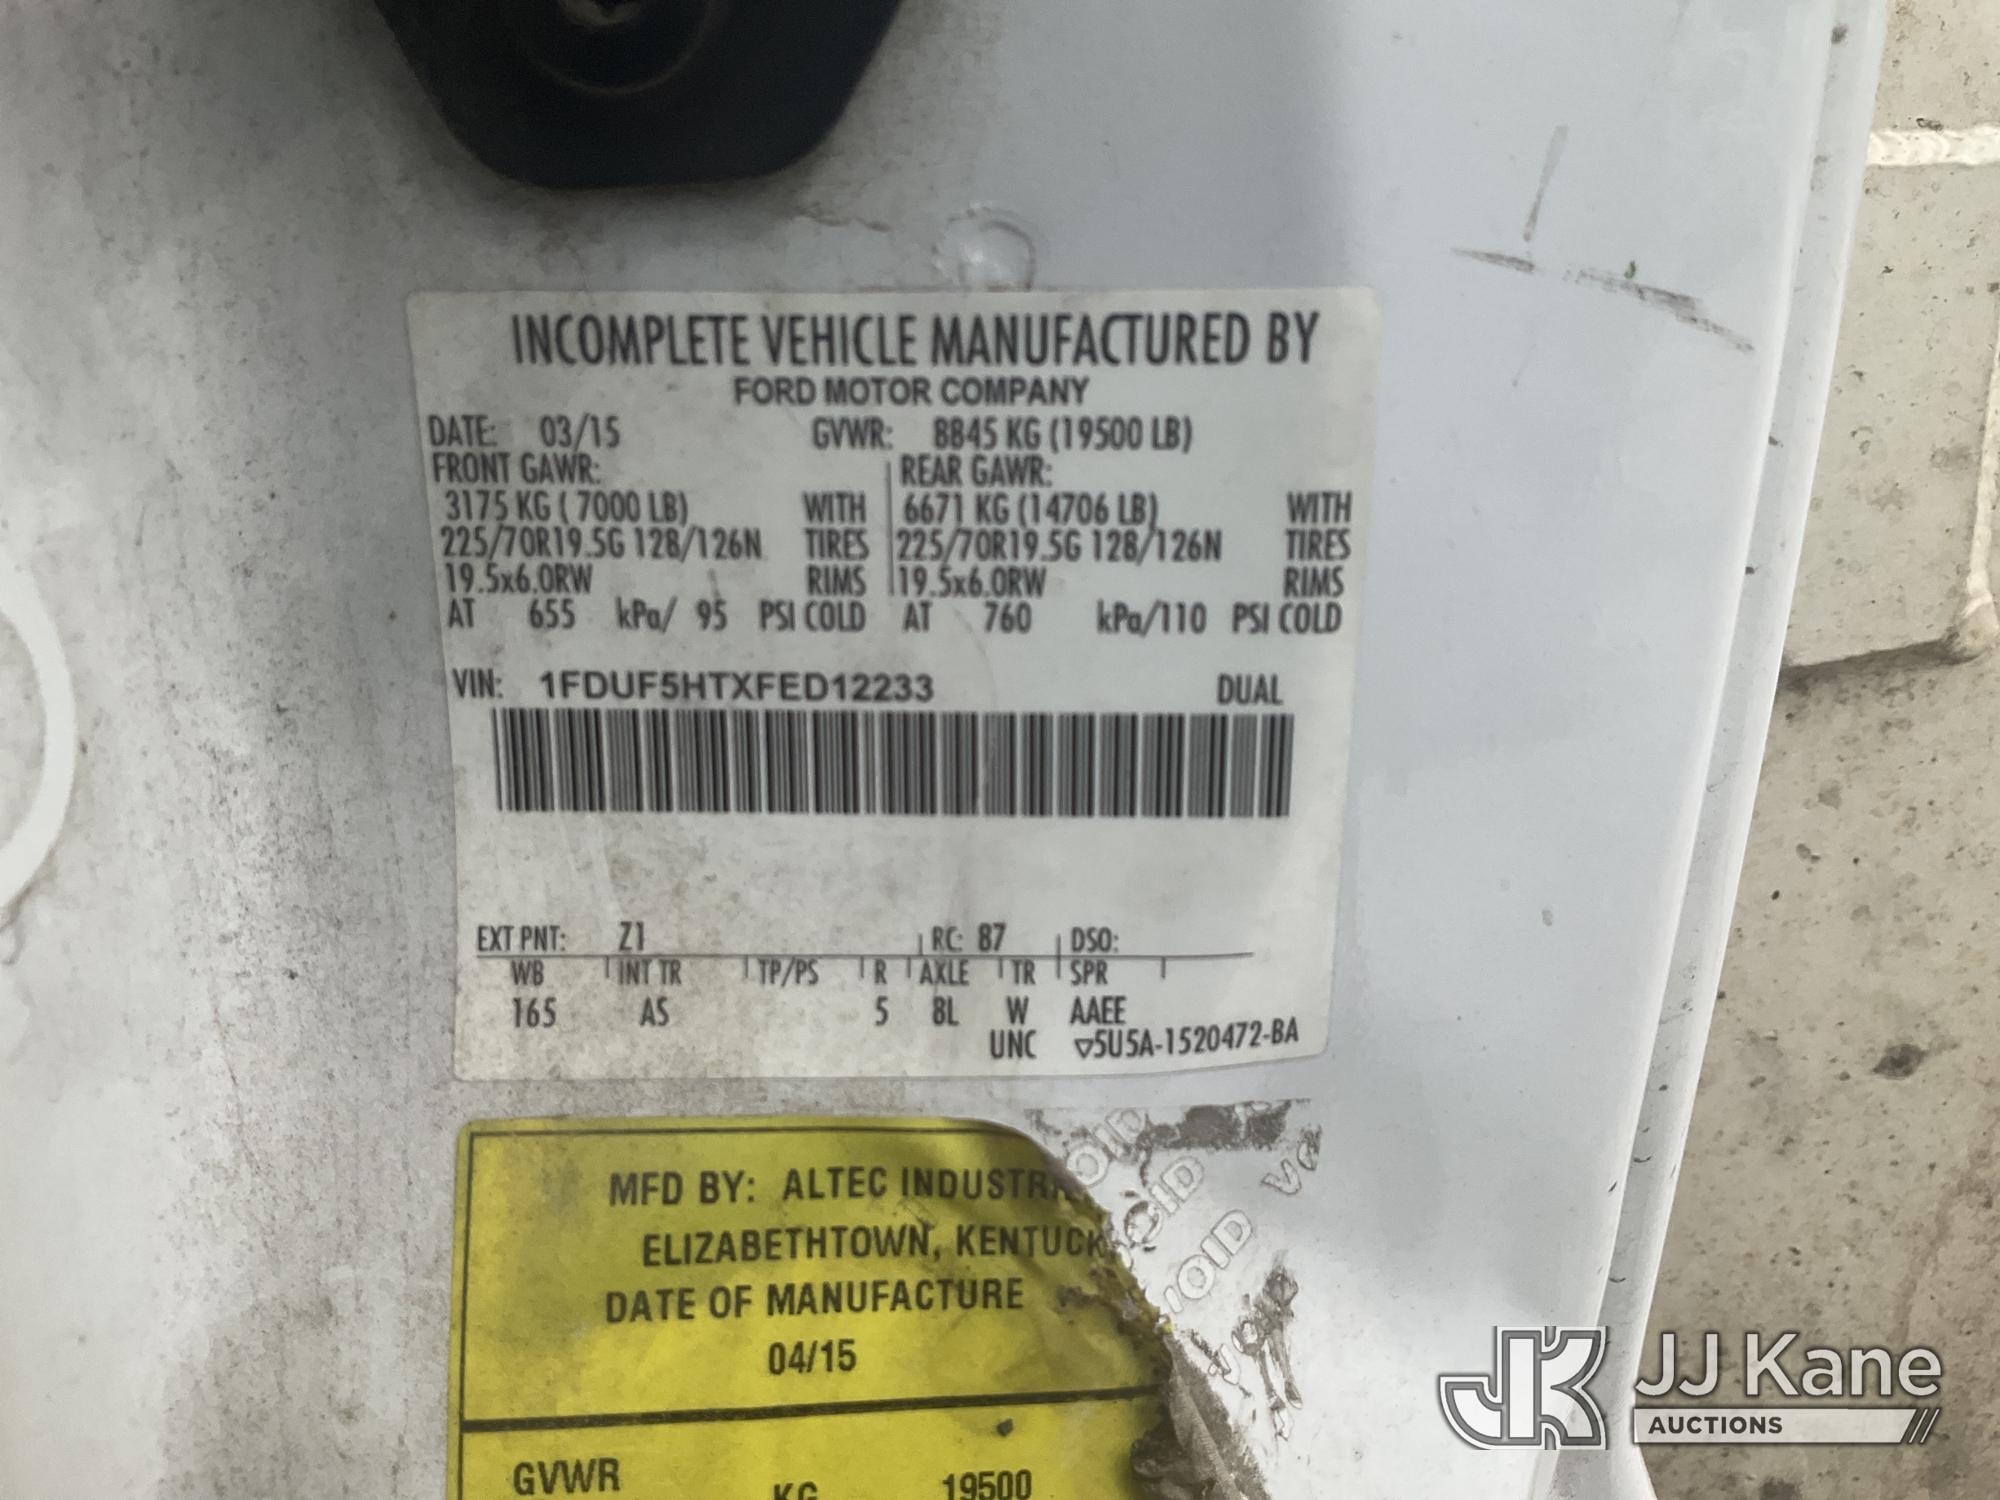 INCOMPLETE VEHICLE MANUFACTURED BY
FORD MOTOR COMPANY
DATE: 03/15 GVWR: 8845 KG (19500 LB)
FRONT GAWR: REAR GAWR:
3175 KG ( 7000 LB) WITH 6671 KG (14706 LB) WITH
225/70R19.5G 128/126N TIRES 225/70R19.5G 128/126N TIRES
19.5x6.0RW RIMS 19.5x6.0RW RIMS
AT 655 kPa/ 95 PSI COLD AT 760 kPa/110 PSI COLD
VIN: 1FDUF5HTXFED12233 DUAL
EXT PNT: Z1 RC: 87 DSO:
WB INT TR TP/PS R AXLE TR SPR
165 AS 5 8L W AAEE
UNC ▽5U5A-1520472-BA
MFD BY: ALTEC INDUSTR
ELIZABETHTOWN, KENTUCK
DATE OF MANUFACTURE
04/15
GVWR KG 19500
VOID
JJ Kane
AUCTIONS